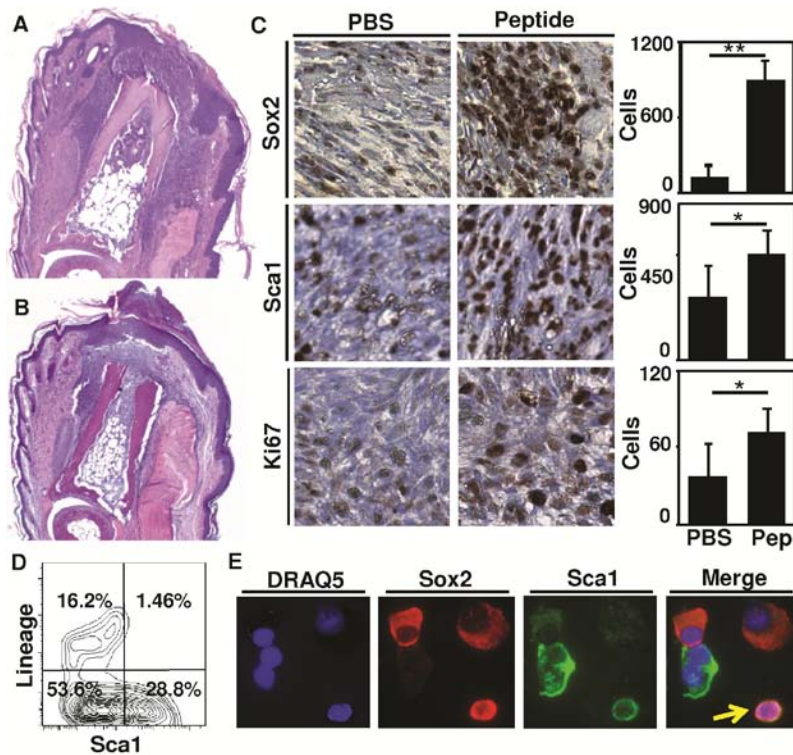 A
B
C
PBS
Peptide
Sox2
Cells
1200
600
0
**
Sca1
Cells
900
450
0
*
Ki67
Cells
120
60
0
*
PBS Pep
D
Lineage
16.2% 1.46%
53.6% 28.8%
Sca1
E
DRAQ5 Sox2 Sca1 Merge